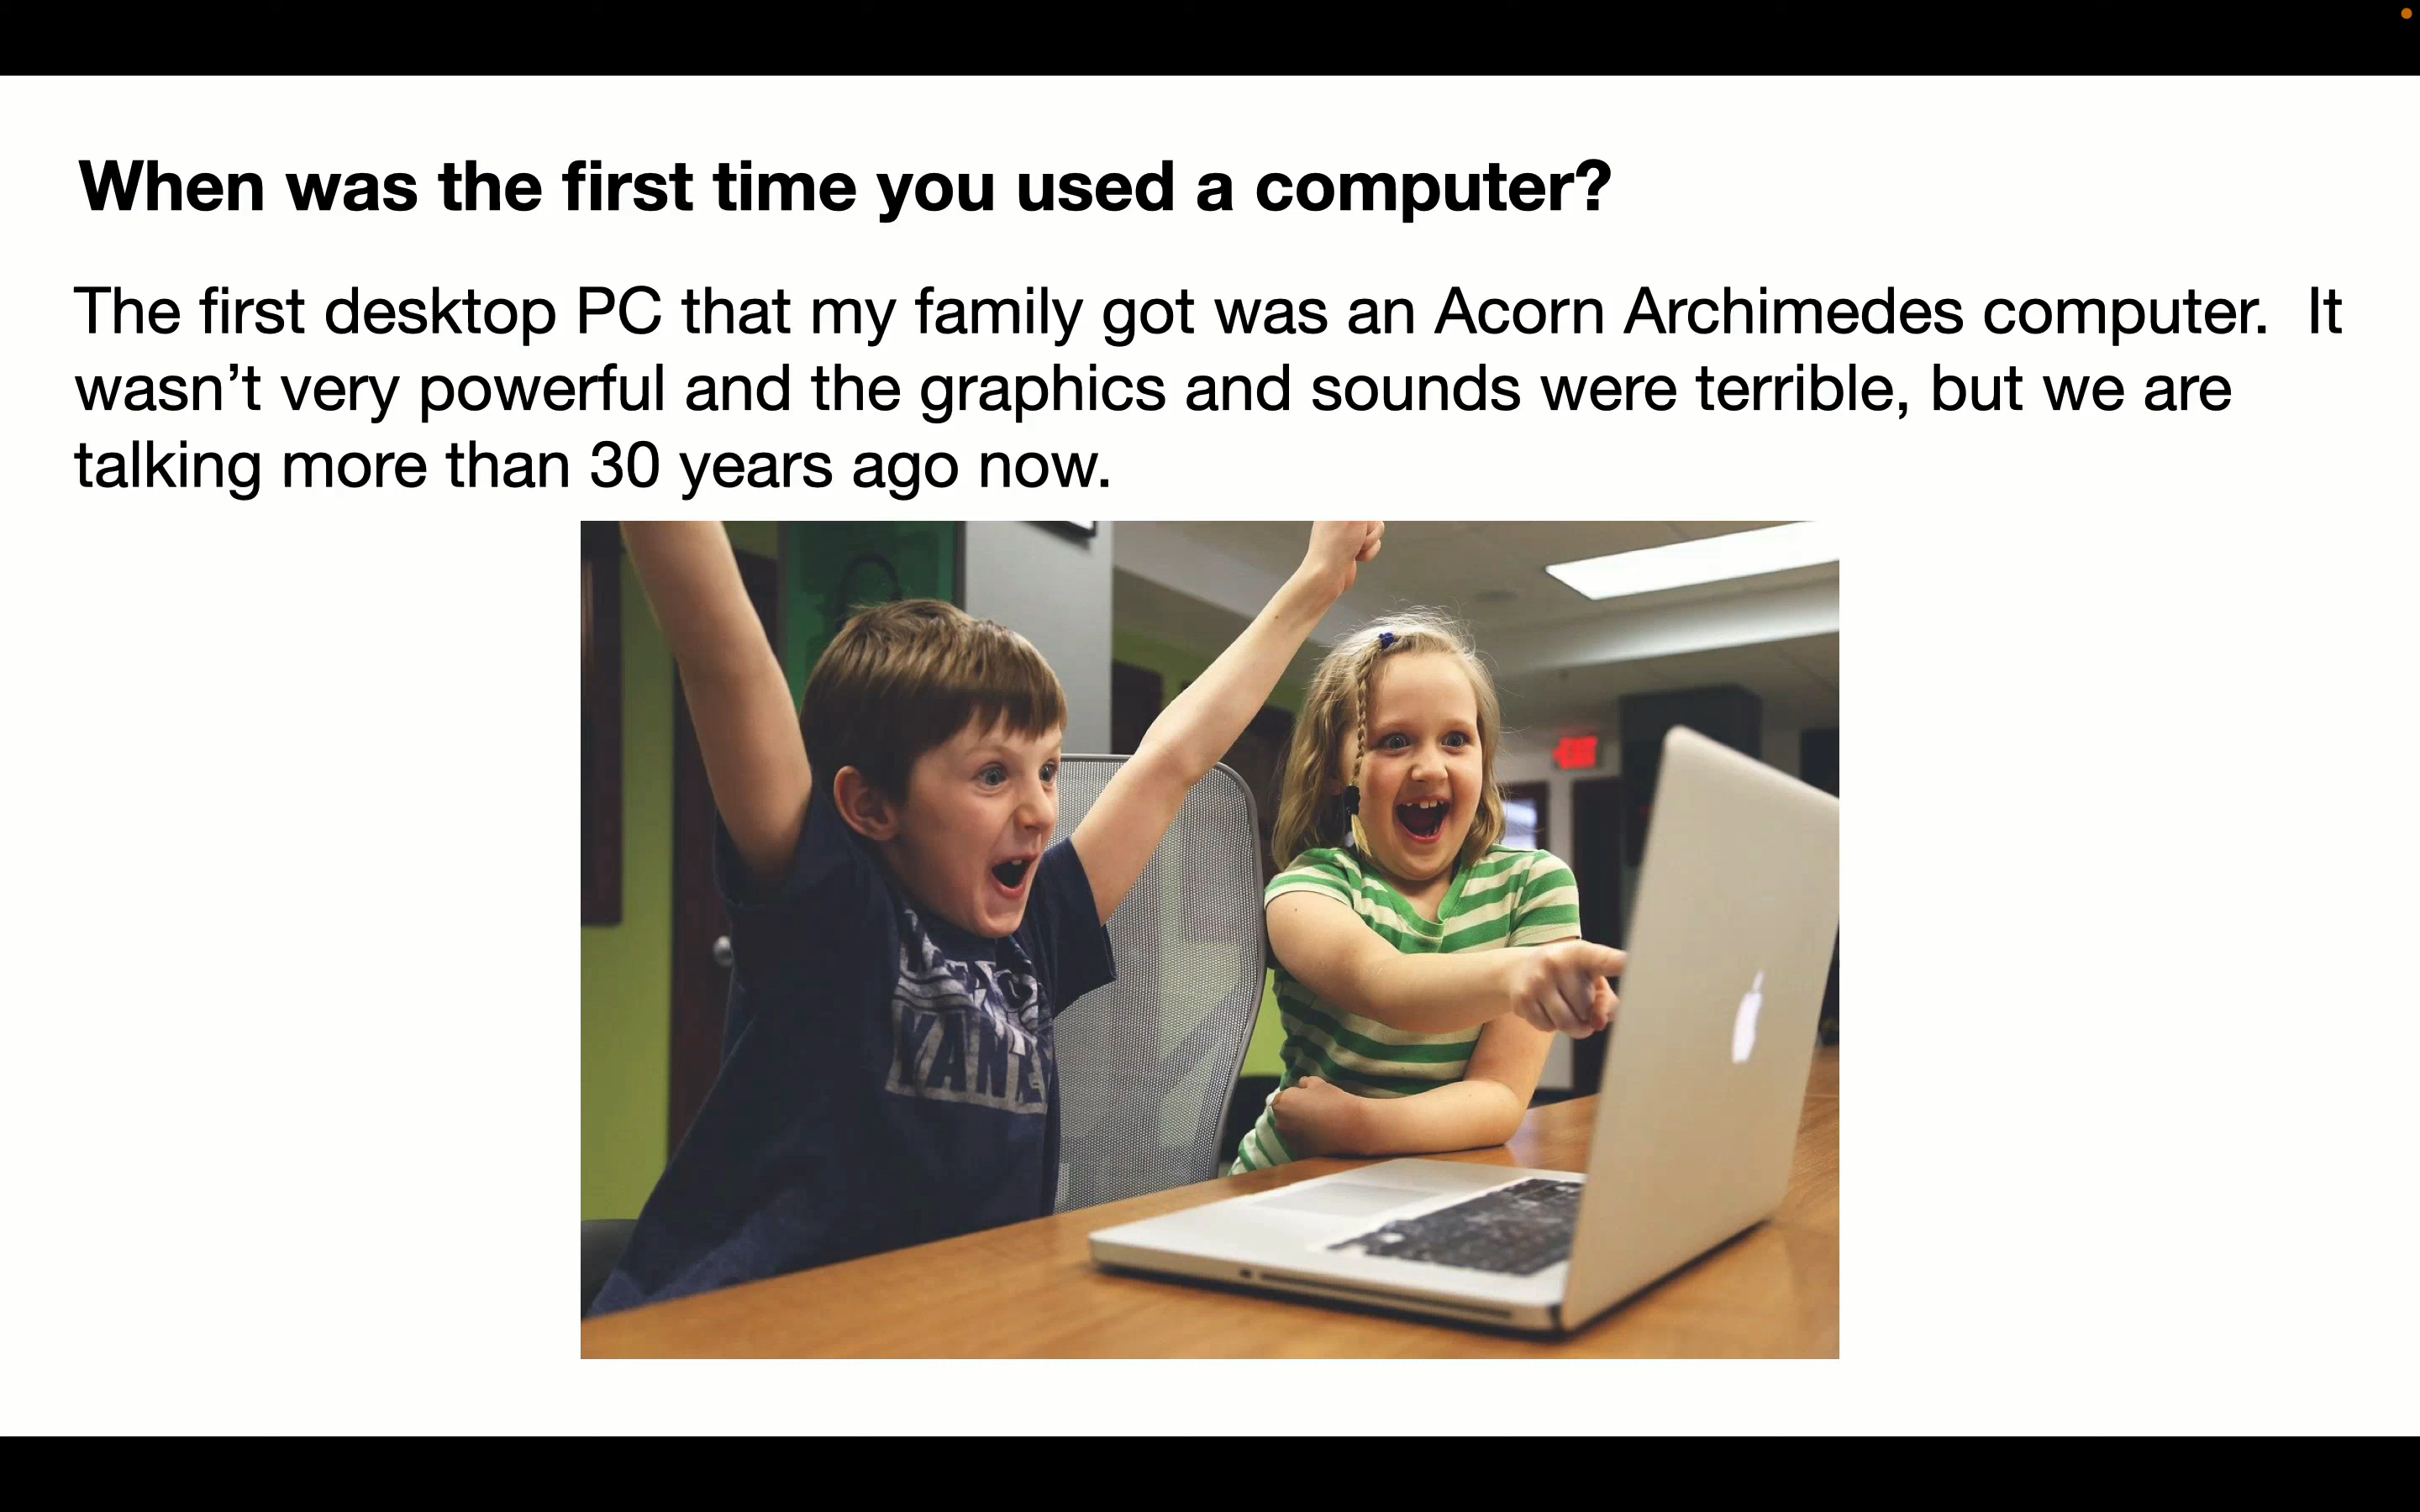 When was the first time you used a computer?
The first desktop PC that my family got was an Acorn Archimedes computer.  It
wasn’t very powerful and the graphics and sounds were terrible, but we are
talking more than 30 years ago now.
EXIT